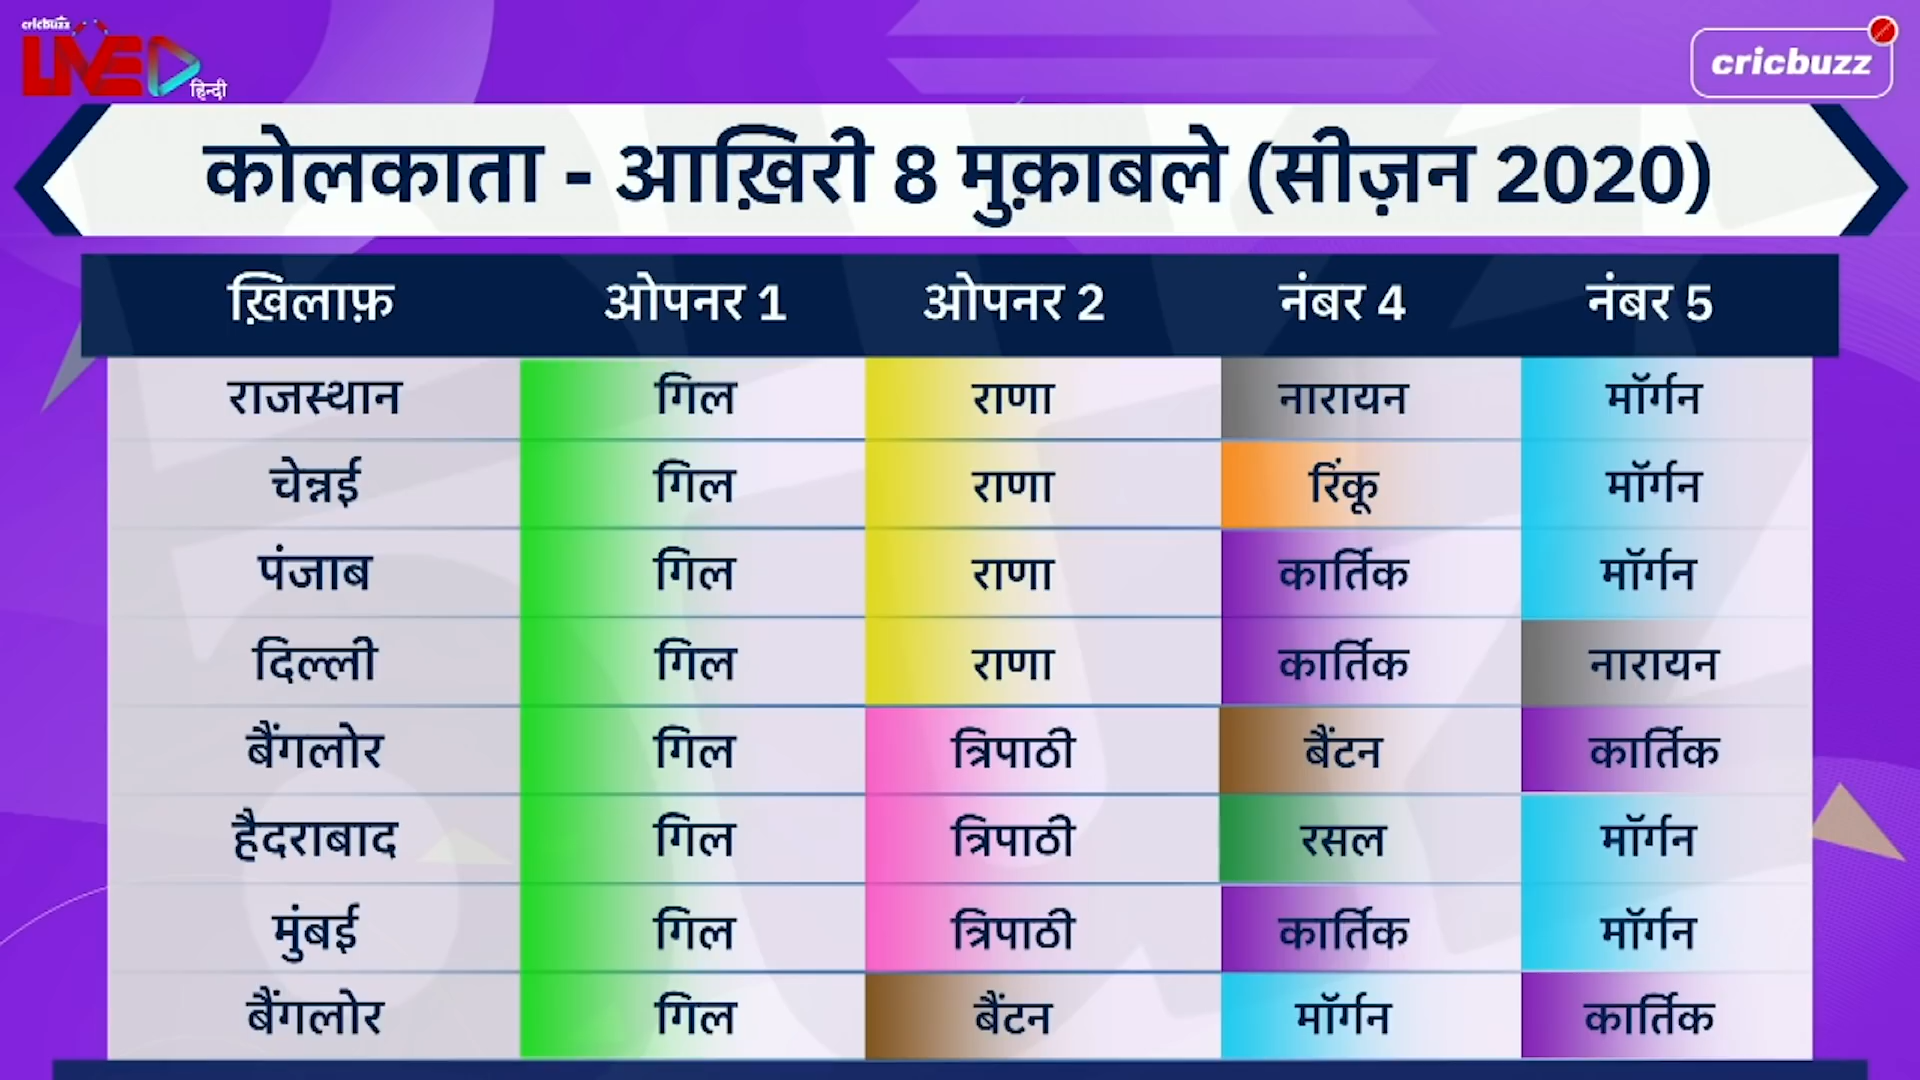 cricbuzz
LIVE
हिन्दी
cricbuzz
कोलकाता - आख़िरी 8 मुक़ाबले (सीज़न 2020)
ख़िलाफ़ ओपनर 1 ओपनर 2 नंबर 4 नंबर 5
राजस्थान गिल राणा नारायन मॉर्गन
चेन्नई गिल राणा रिंकू मॉर्गन
पंजाब गिल राणा कार्तिक मॉर्गन
दिल्ली गिल राणा कार्तिक नारायन
बैंगलोर गिल त्रिपाठी बैंटन कार्तिक
हैदराबाद गिल त्रिपाठी रसल मॉर्गन
मुंबई गिल त्रिपाठी कार्तिक मॉर्गन
बैंगलोर गिल बैंटन मॉर्गन कार्तिक